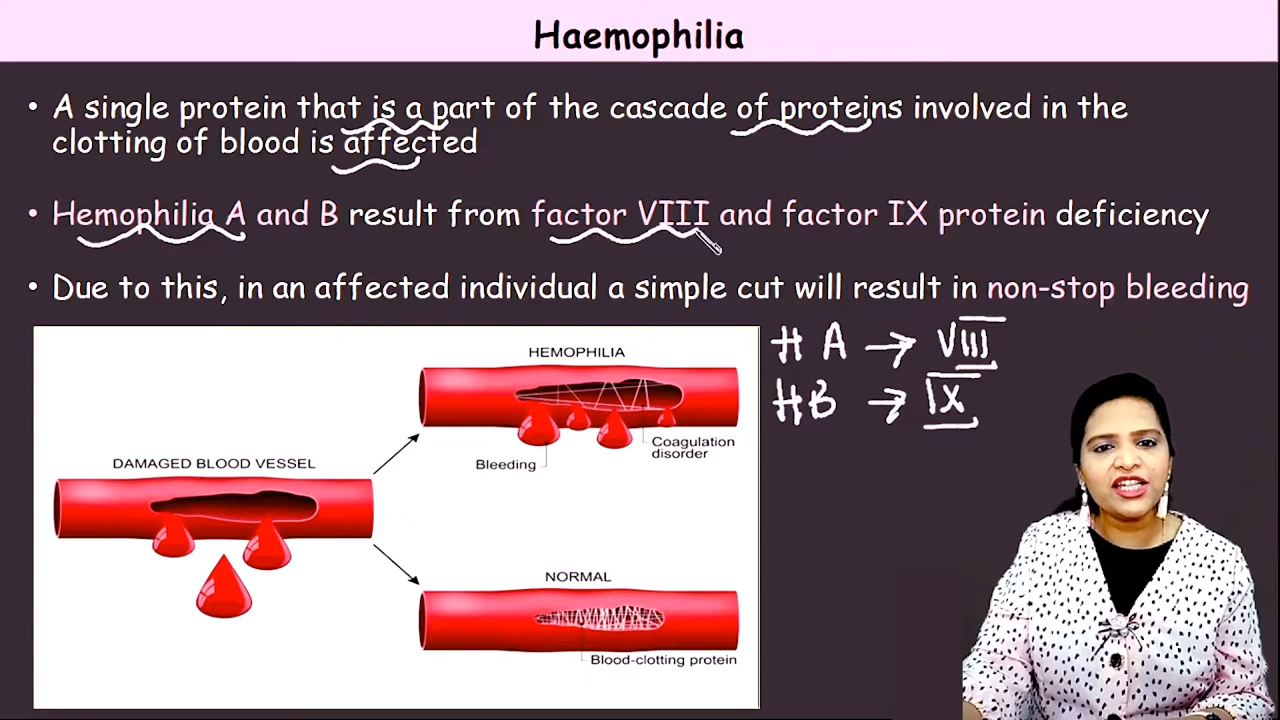 Haemophilia
• A single protein that is a part of the cascade of proteins involved in the
clotting of blood is affected
• Hemophilia A and B result from factor VIII and factor IX protein deficiency
• Due to this, in an affected individual a simple cut will result in non-stop bleeding
H A → VIII
HB → IX
HEMOPHILIA
Coagulation
disorder
Bleeding
DAMAGED BLOOD VESSEL
NORMAL
Blood-clotting protein